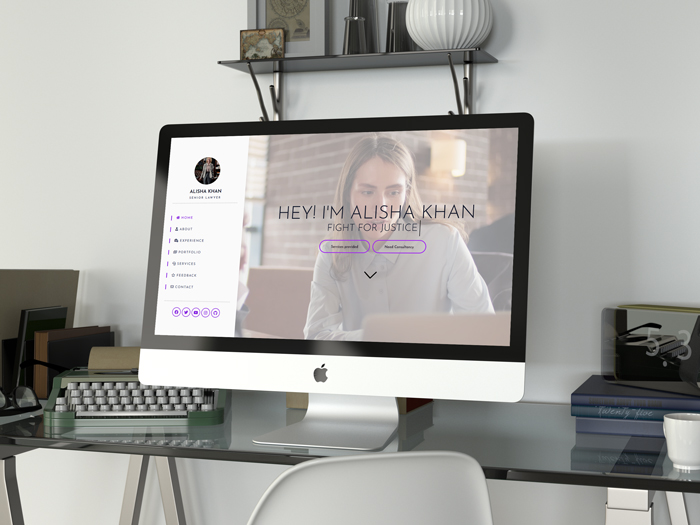 ALISHA KHAN
SENIOR LAWYER
HOME
ABOUT
EXPERIENCE
PORTFOLIO
SERVICES
FEEDBACK
CONTACT
HEY! I'M ALISHA KHAN
FIGHT FOR JUSTICE
Services provided
Need Consultancy
twenty-five